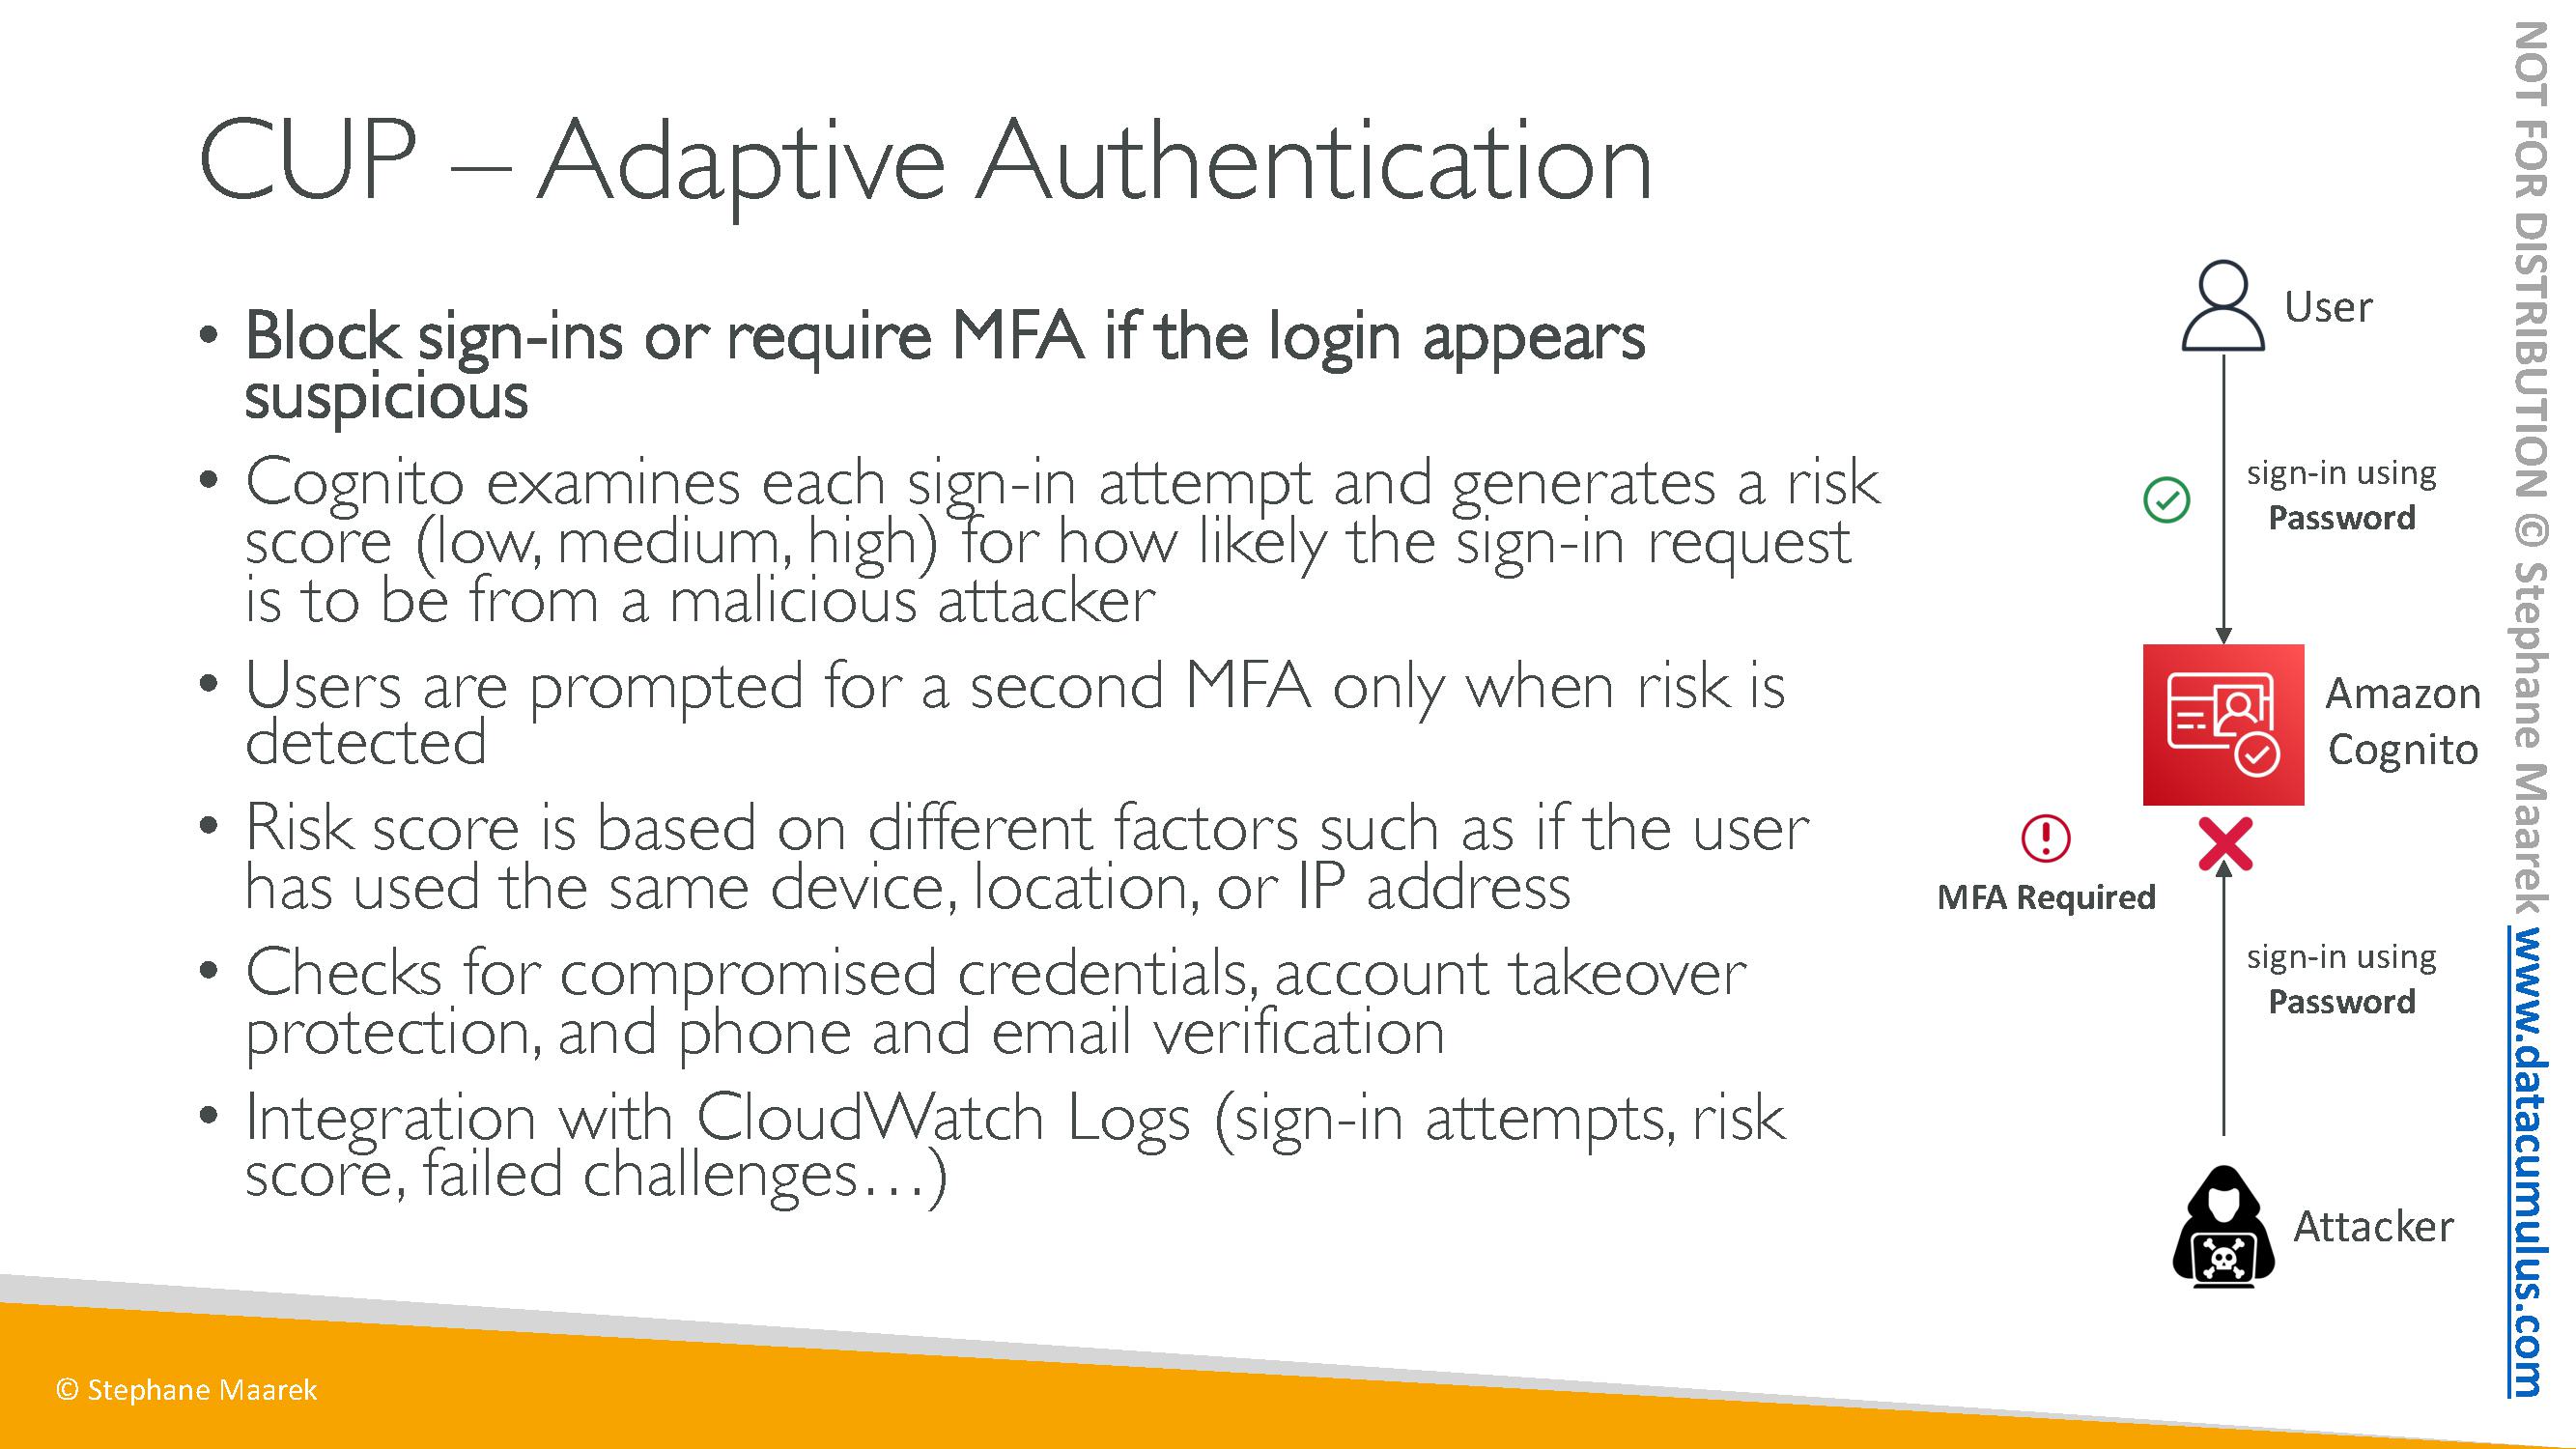 CUP – Adaptive Authentication
• Block sign-ins or require MFA if the login appears
suspicious
• Cognito examines each sign-in attempt and generates a risk
score (low, medium, high) for how likely the sign-in request
is to be from a malicious attacker
• Users are prompted for a second MFA only when risk is
detected
• Risk score is based on different factors such as if the user
has used the same device, location, or IP address
• Checks for compromised credentials, account takeover
protection, and phone and email verification
• Integration with CloudWatch Logs (sign-in attempts, risk
score, failed challenges…)
User
sign-in using
Password
Amazon
Cognito
MFA Required
sign-in using
Password
Attacker
© Stephane Maarek
NOT FOR DISTRIBUTION © Stephane Maarek www.datacumulus.com